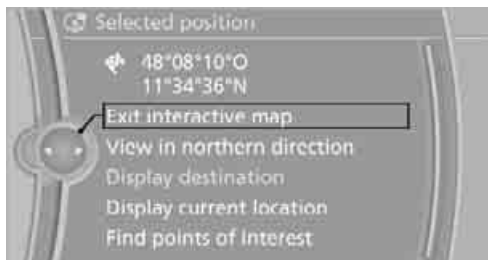 Selected position
48°08'10"O
11°34'36"N
Exit interactive map
View in northern direction
Display destination
Display current location
Find points of Interest